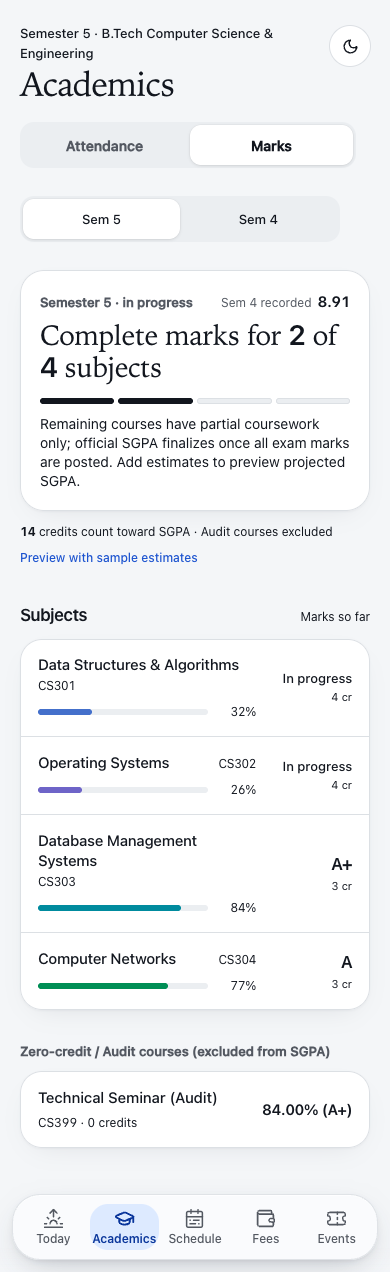 Semester 5 · B.Tech Computer Science &
Engineering
Academics
Attendance Marks
Sem 5 Sem 4
Semester 5 · in progress Sem 4 recorded 8.91
Complete marks for 2 of
4 subjects
Remaining courses have partial coursework
only; official SGPA finalizes once all exam marks
are posted. Add estimates to preview projected
SGPA.
14 credits count toward SGPA · Audit courses excluded
Preview with sample estimates
Subjects Marks so far
Data Structures & Algorithms
CS301
32%
In progress
4 cr
Operating Systems CS302
26%
In progress
4 cr
Database Management
Systems
CS303
84%
A+
3 cr
Computer Networks CS304
77%
A
3 cr
Zero-credit / Audit courses (excluded from SGPA)
Technical Seminar (Audit)
CS399 · 0 credits
84.00% (A+)
Today Academics Schedule Fees Events